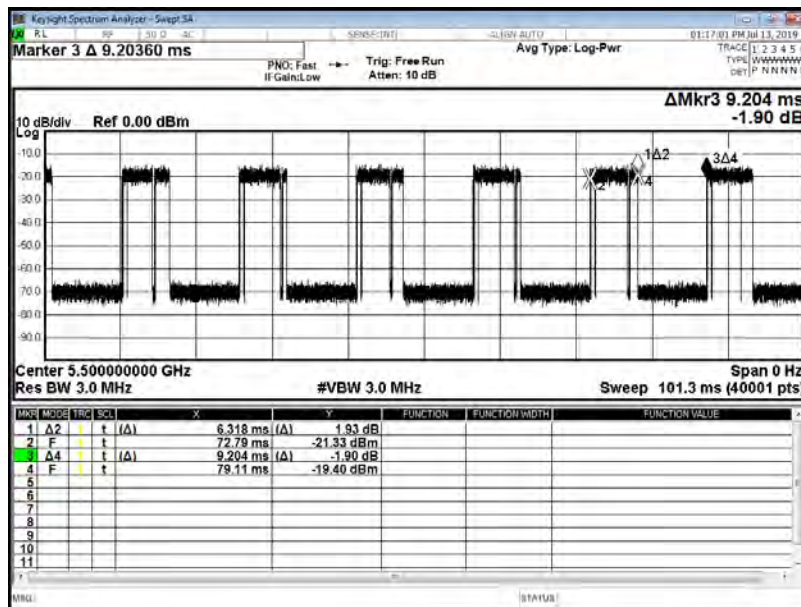 Keysight Spectrum Analyzer - Swept SA
RL RF 50 Ω AC SENSE:INT ALIGN AUTO 01:17:01 PM Jul 13, 2019
Marker 3 Δ 9.20360 ms
PNO: Fast
IFGain:Low
Trig: Free Run
Atten: 10 dB
Avg Type: Log-Pwr
TRACE 1 2 3 4 5
TYPE WWWWW
DET P N N N N
ΔMkr3 9.204 ms
-1.90 dB
10 dB/div
Log
Ref 0.00 dBm
-10.0
-20.0
-30.0
-40.0
-50.0
-60.0
-70.0
-80.0
-90.0
1Δ2
3Δ4
2
4
Center 5.500000000 GHz
Span 0 Hz
Res BW 3.0 MHz
#VBW 3.0 MHz
Sweep 101.3 ms (40001 pts
MKR MODE TRC SCL X Y FUNCTION FUNCTION WIDTH FUNCTION VALUE
1 Δ2 1 t (Δ) 6.318 ms (Δ) 1.93 dB
2 F 1 t 72.79 ms -21.33 dBm
3 Δ4 1 t (Δ) 9.204 ms (Δ) -1.90 dB
4 F 1 t 79.11 ms -19.40 dBm
5
6
7
8
9
10
11
MSG
STATUS